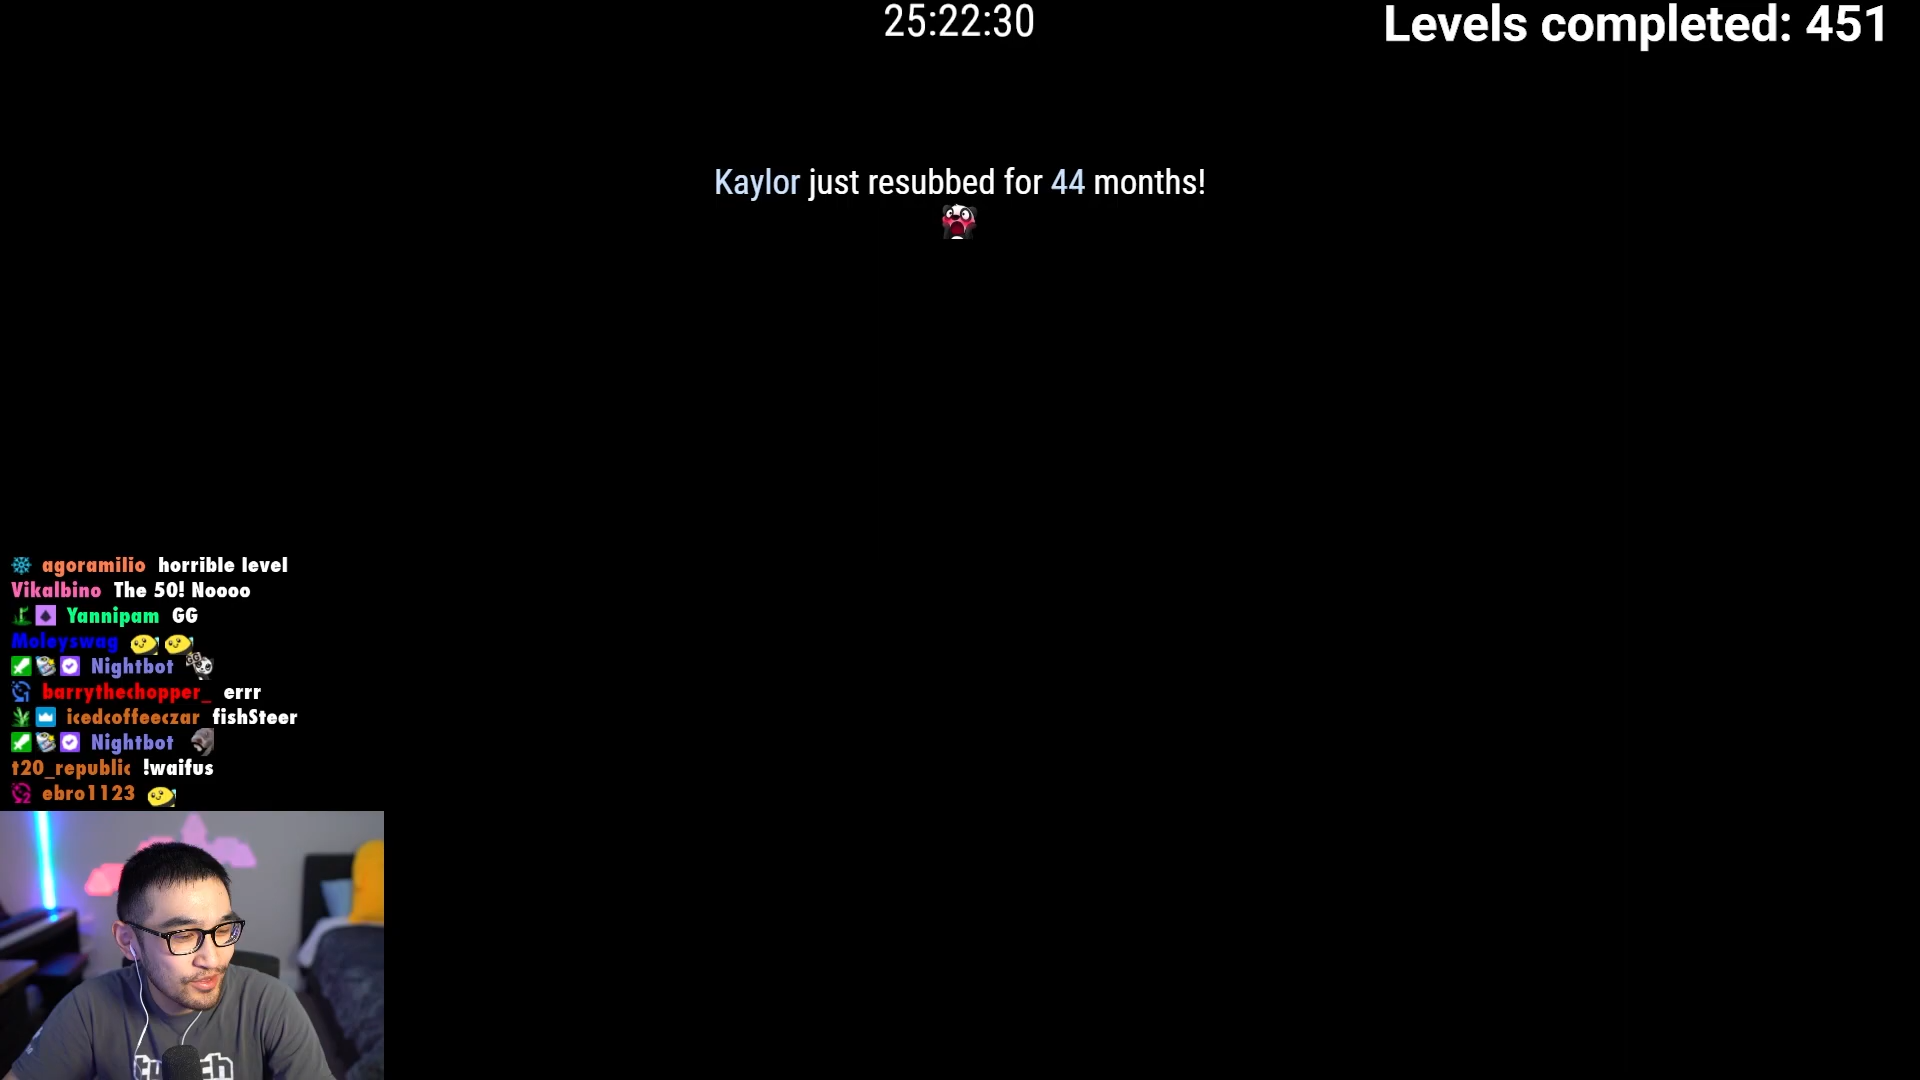 25:22:30
Levels completed: 451
Kaylor just resubbed for 44 months!
agoramilio horrible level
Vikalbino The 50! Noooo
Yannipam GG
Moleyswag
Nightbot
barrythechopper_ errr
icedcoffeeczar fishSteer
Nightbot
t20_republic !waifus
ebro1123